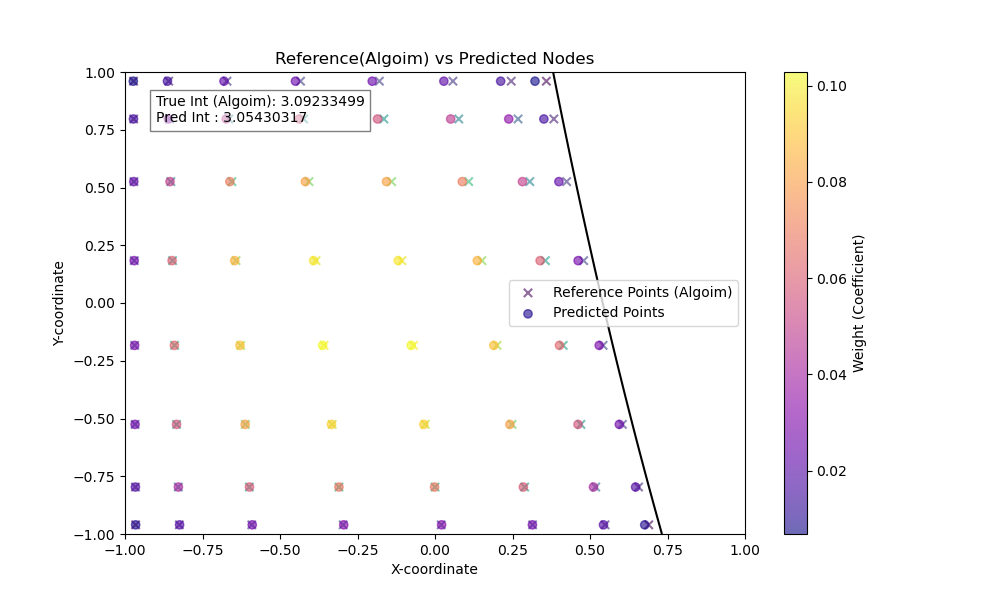 Reference(Algoim) vs Predicted Nodes
True Int (Algoim): 3.09233499
Pred Int : 3.05430317
Reference Points (Algoim)
Predicted Points
1.00
0.75
0.50
0.25
0.00
−0.25
−0.50
−0.75
−1.00
Y-coordinate
−1.00 −0.75 −0.50 −0.25 0.00 0.25 0.50 0.75 1.00
X-coordinate
0.10
0.08
0.06
0.04
0.02
Weight (Coefficient)